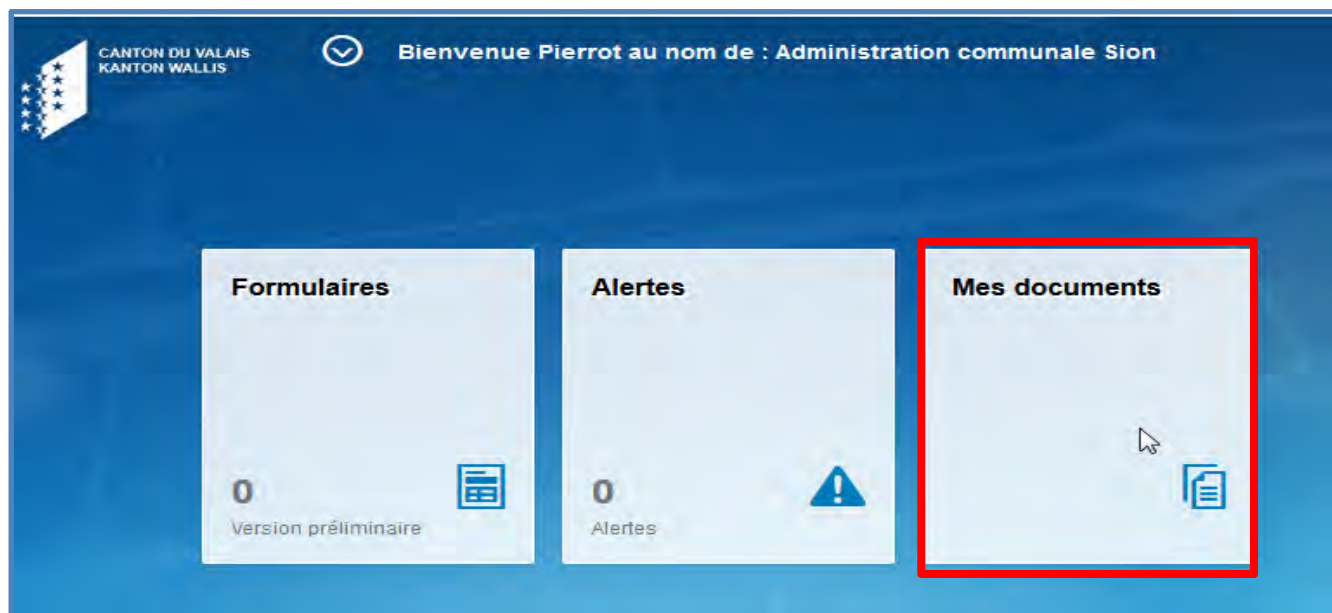 CANTON DU VALAIS
KANTON WALLIS
Bienvenue Pierrot au nom de : Administration communale Sion
Formulaires
Alertes
Mes documents
0
Version préliminaire
0
Alertes